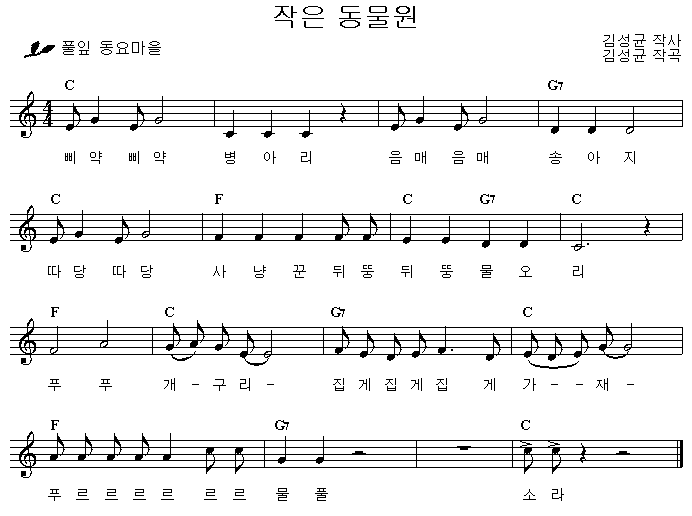 작은 동물원
풀잎 동요마을
김성균 작사
김성균 작곡
C G7
4
4
삐 약 삐 약 병 아 리 음 매 음 매 송 아 지
C F C G7 C
따 당 따 당 사 냥 꾼 뒤 뚱 뒤 뚱 물 오 리
F C G7 C
푸 푸 개 - 구 리 - 집 게 집 게 집 게 가 - - 재 -
F G7 C
푸 르 르 르 르 르 르 물 풀 소 라